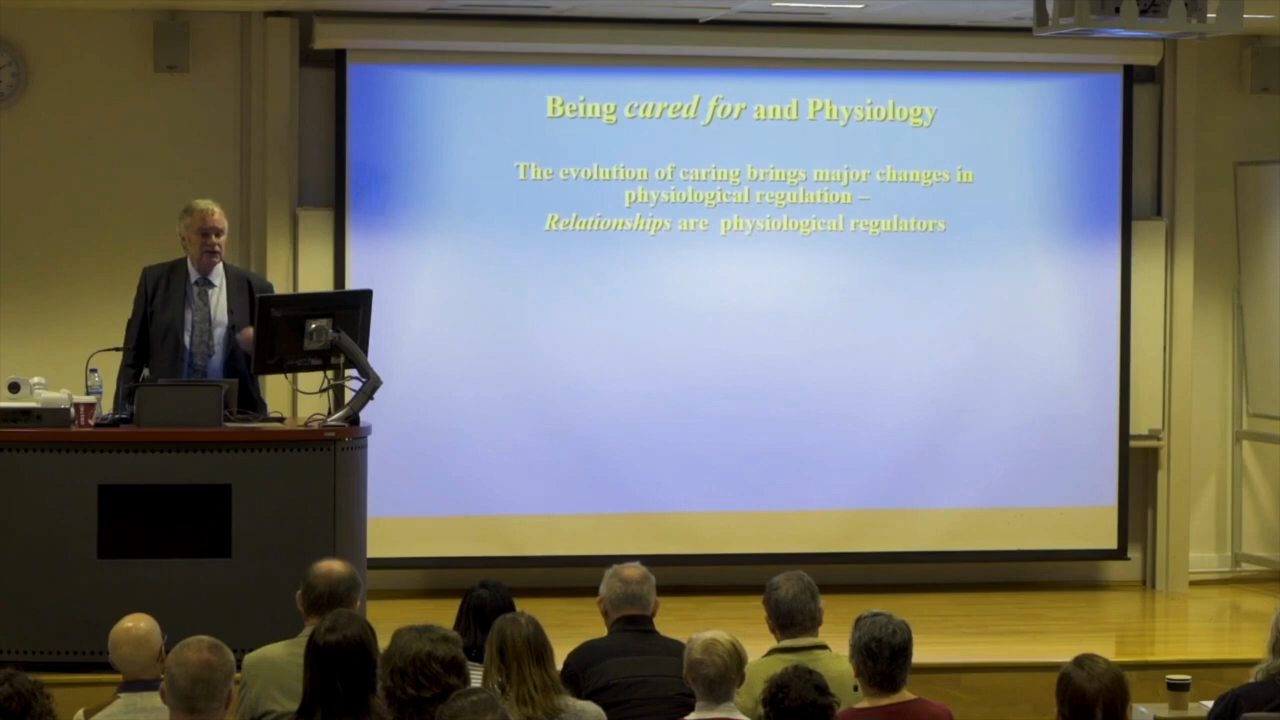 Being cared for and Physiology
The evolution of caring brings major changes in
physiological regulation –
Relationships are physiological regulators